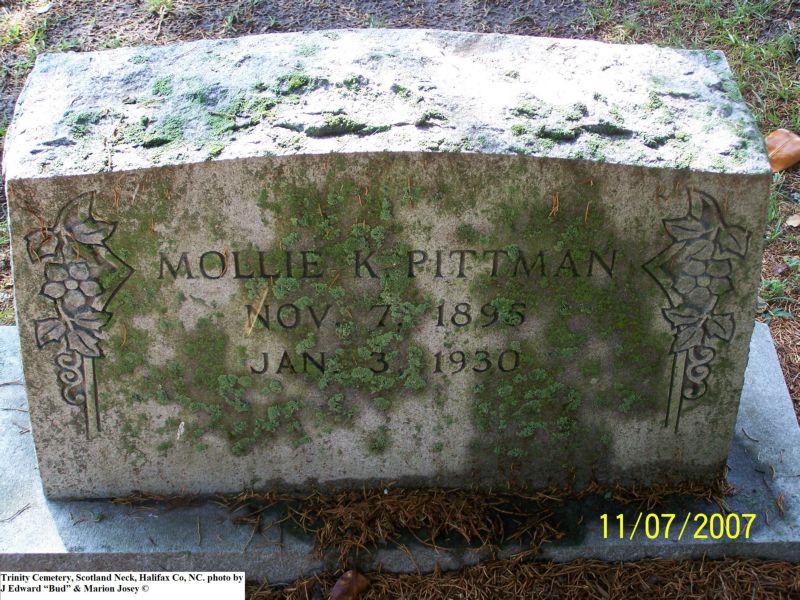 MOLLIE K. PITTMAN
NOV. 7, 1895
JAN. 3, 1930
11/07/2007
Trinity Cemetery, Scotland Neck, Halifax Co, NC. photo by
J Edward “Bud” & Marion Josey ©